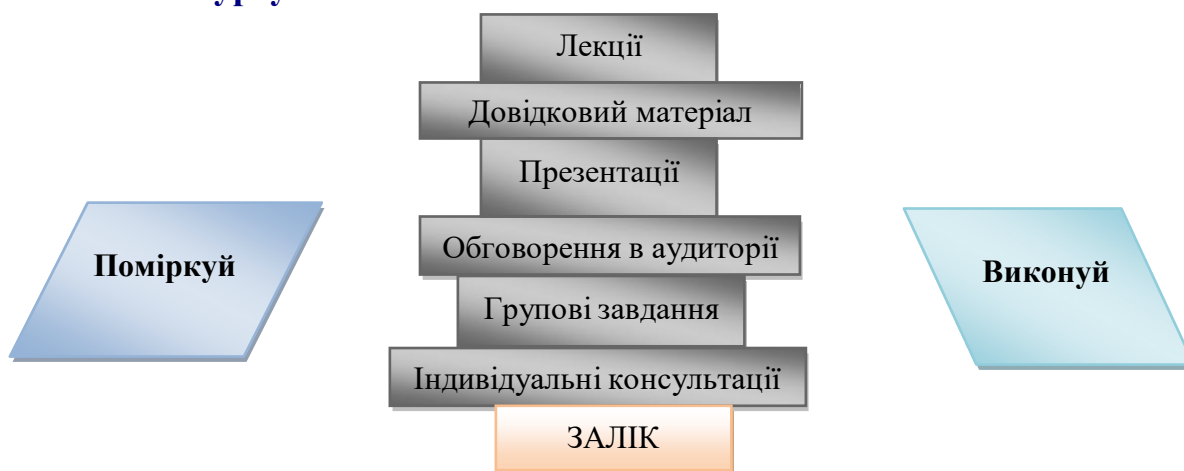 Лекції
Довідковий матеріал
Презентації
Поміркуй
Обговорення в аудиторії
Виконуй
Групові завдання
Індивідуальні консультації
ЗАЛІК